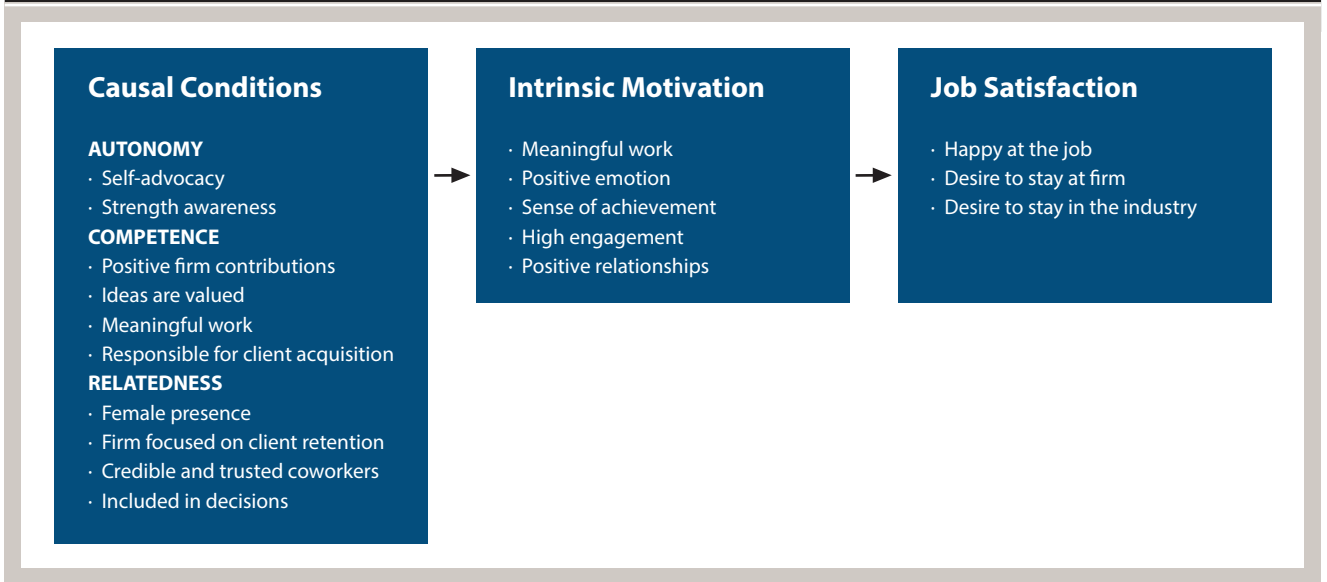 Causal Conditions
AUTONOMY
· Self-advocacy
· Strength awareness
COMPETENCE
· Positive firm contributions
· Ideas are valued
· Meaningful work
· Responsible for client acquisition
RELATEDNESS
· Female presence
· Firm focused on client retention
· Credible and trusted coworkers
· Included in decisions
Intrinsic Motivation
· Meaningful work
· Positive emotion
· Sense of achievement
· High engagement
· Positive relationships
Job Satisfaction
· Happy at the job
· Desire to stay at firm
· Desire to stay in the industry